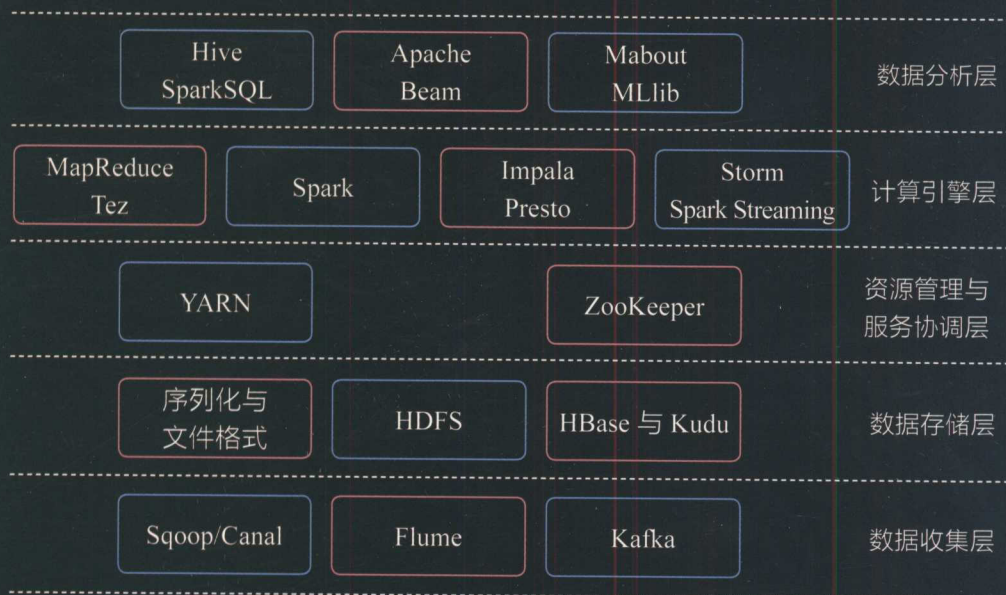 Hive
SparkSQL
Apache
Beam
Mabout
MLlib
数据分析层
MapReduce
Tez
Spark
Impala
Presto
Storm
Spark Streaming
计算引擎层
YARN
ZooKeeper
资源管理与
服务协调层
序列化与
文件格式
HDFS
HBase 与 Kudu
数据存储层
Sqoop/Canal
Flume
Kafka
数据收集层